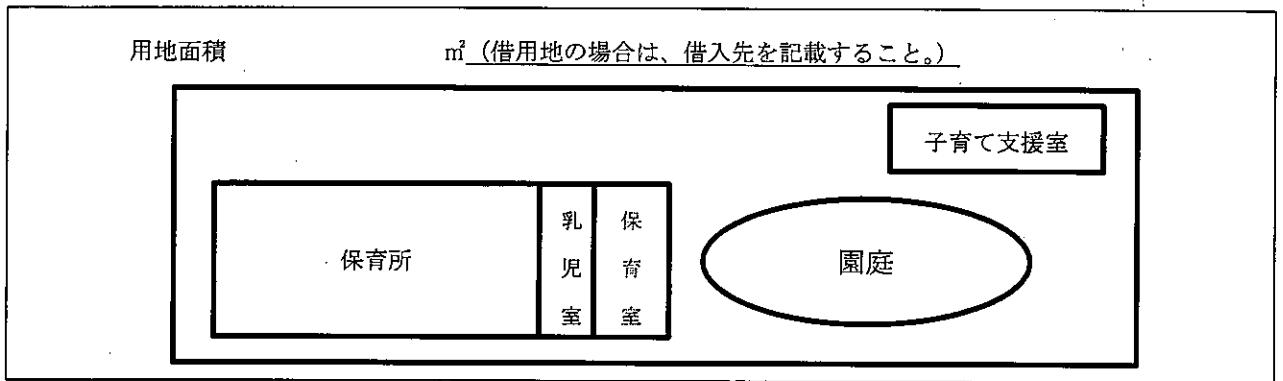 用地面積　　　　　　　㎡（借用地の場合は、借入先を記載すること。）
子育て支援室
保育所
乳児室
保育室
園庭